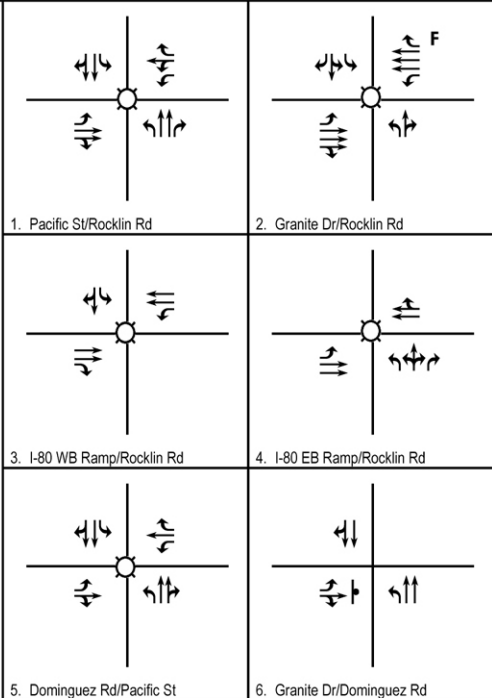 F
1. Pacific St/Rocklin Rd
2. Granite Dr/Rocklin Rd
3. I-80 WB Ramp/Rocklin Rd
4. I-80 EB Ramp/Rocklin Rd
5. Dominguez Rd/Pacific St
6. Granite Dr/Dominguez Rd